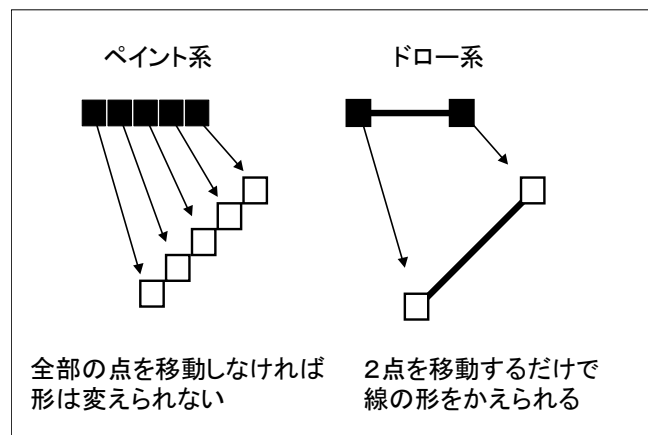 ペイント系
ドロー系
全部の点を移動しなければ
形は変えられない
2点を移動するだけで
線の形をかえられる